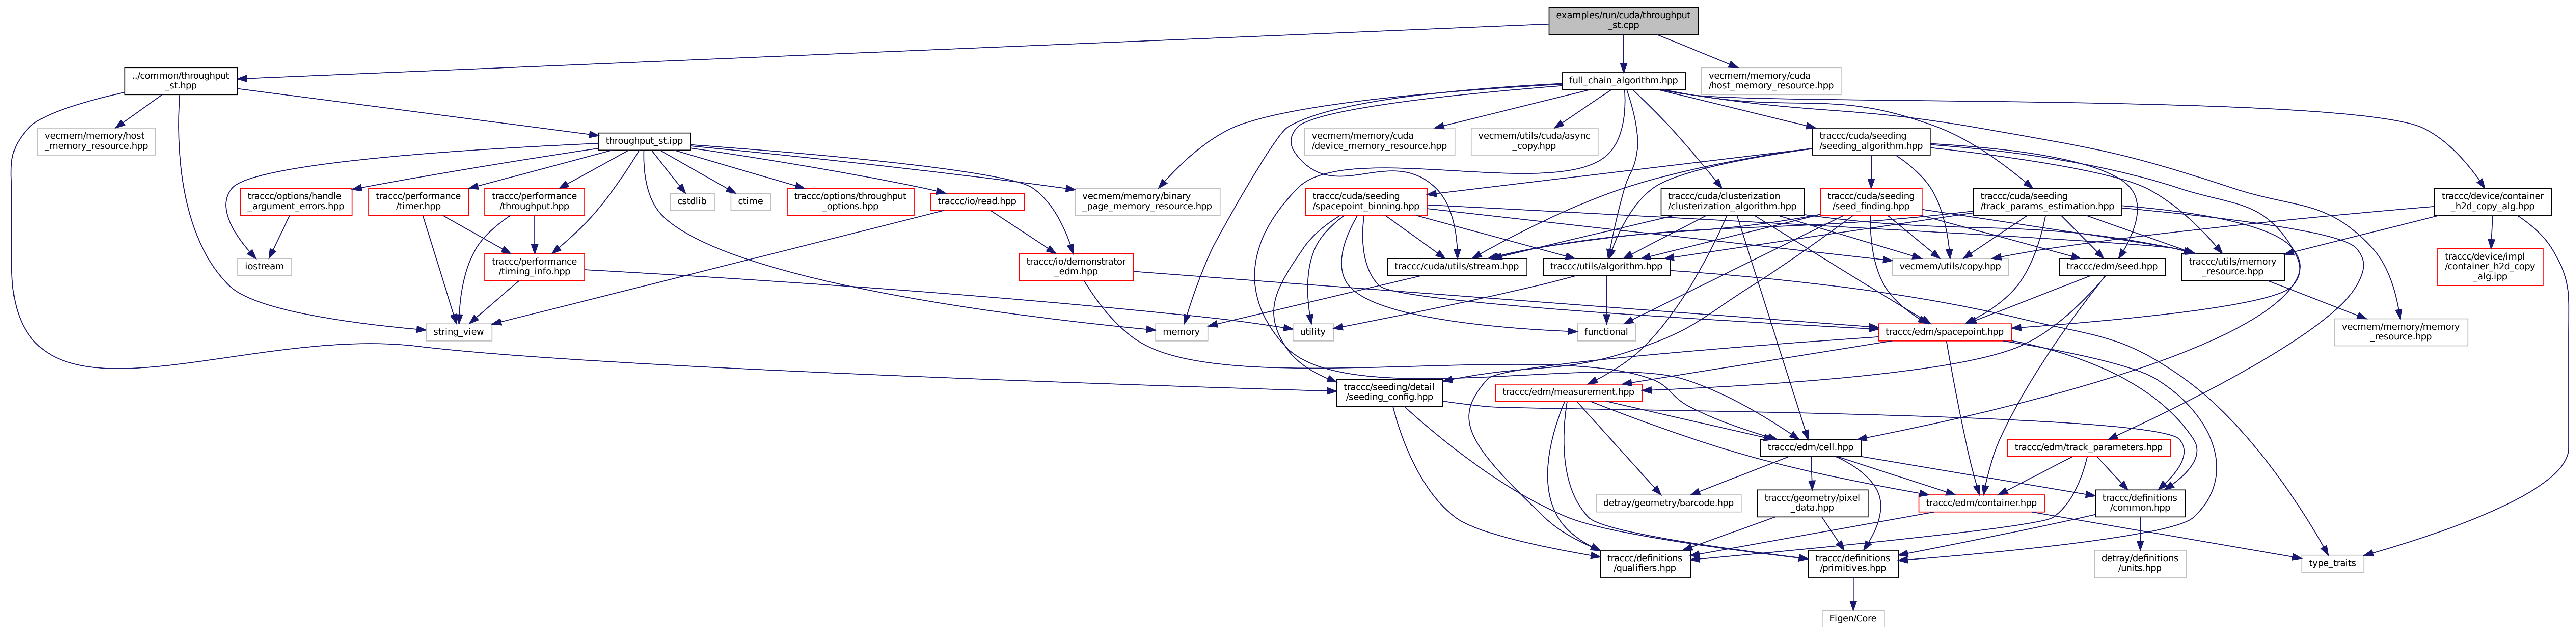 examples/run/cuda/throughput
_st.cpp
../common/throughput
_st.hpp
full_chain_algorithm.hpp
vecmem/memory/cuda
/host_memory_resource.hpp
vecmem/memory/host
_memory_resource.hpp
throughput_st.ipp
vecmem/memory/cuda
/device_memory_resource.hpp
vecmem/utils/cuda/async
_copy.hpp
traccc/cuda/seeding
/seeding_algorithm.hpp
traccc/options/handle
_argument_errors.hpp
traccc/performance
/timer.hpp
traccc/performance
/throughput.hpp
cstdlib
ctime
traccc/options/throughput
_options.hpp
traccc/io/read.hpp
vecmem/memory/binary
_page_memory_resource.hpp
traccc/cuda/seeding
/spacepoint_binning.hpp
traccc/cuda/clusterization
/clusterization_algorithm.hpp
traccc/cuda/seeding
/seed_finding.hpp
traccc/cuda/seeding
/track_params_estimation.hpp
traccc/device/container
_h2d_copy_alg.hpp
iostream
traccc/performance
/timing_info.hpp
traccc/io/demonstrator
_edm.hpp
traccc/cuda/utils/stream.hpp
traccc/utils/algorithm.hpp
vecmem/utils/copy.hpp
traccc/edm/seed.hpp
traccc/utils/memory
_resource.hpp
traccc/device/impl
/container_h2d_copy
_alg.ipp
string_view
memory
utility
functional
traccc/edm/spacepoint.hpp
vecmem/memory/memory
_resource.hpp
traccc/seeding/detail
/seeding_config.hpp
traccc/edm/measurement.hpp
traccc/edm/cell.hpp
traccc/edm/track_parameters.hpp
detray/geometry/barcode.hpp
traccc/geometry/pixel
_data.hpp
traccc/edm/container.hpp
traccc/definitions
/common.hpp
traccc/definitions
/qualifiers.hpp
traccc/definitions
/primitives.hpp
detray/definitions
/units.hpp
type_traits
Eigen/Core